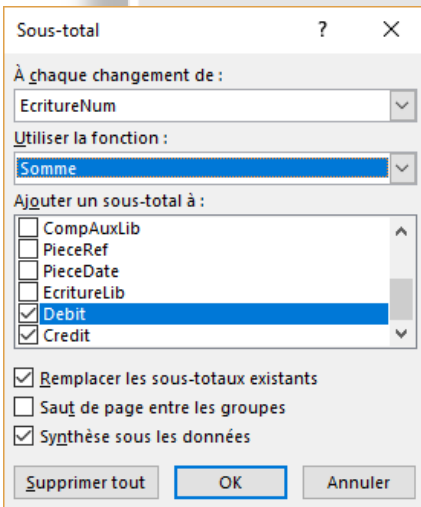 Sous-total ?
À chaque changement de :
EcritureNum
Utiliser la fonction :
Somme
Ajouter un sous-total à :
CompAuxLib
PieceRef
PieceDate
EcritureLib
Debit
Credit
Remplacer les sous-totaux existants
Saut de page entre les groupes
Synthèse sous les données
Supprimer tout OK Annuler